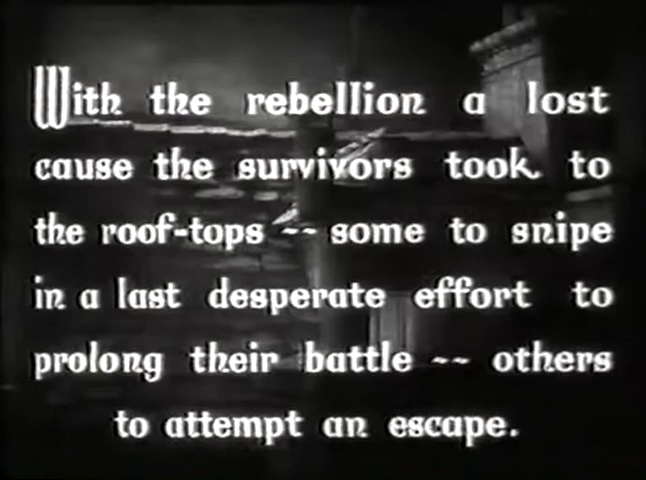 With the rebellion a lost
cause the survivors took to
the roof-tops -- some to snipe
in a last desperate effort to
prolong their battle -- others
to attempt an escape.